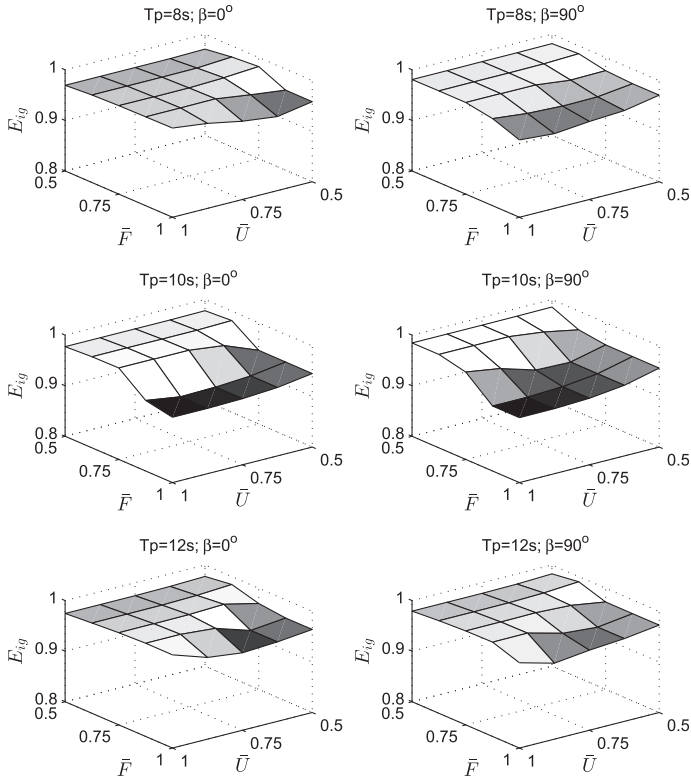 Tp=8s; β=0°
1
0.9
0.8
E_ig
0.5
0.75
1
F̄
1
0.75
0.5
Ū
Tp=8s; β=90°
1
0.9
0.8
E_ig
0.5
0.75
1
F̄
1
0.75
0.5
Ū
Tp=10s; β=0°
1
0.9
0.8
E_ig
0.5
0.75
1
F̄
1
0.75
0.5
Ū
Tp=10s; β=90°
1
0.9
0.8
E_ig
0.5
0.75
1
F̄
1
0.75
0.5
Ū
Tp=12s; β=0°
1
0.9
0.8
E_ig
0.5
0.75
1
F̄
1
0.75
0.5
Ū
Tp=12s; β=90°
1
0.9
0.8
E_ig
0.5
0.75
1
F̄
1
0.75
0.5
Ū